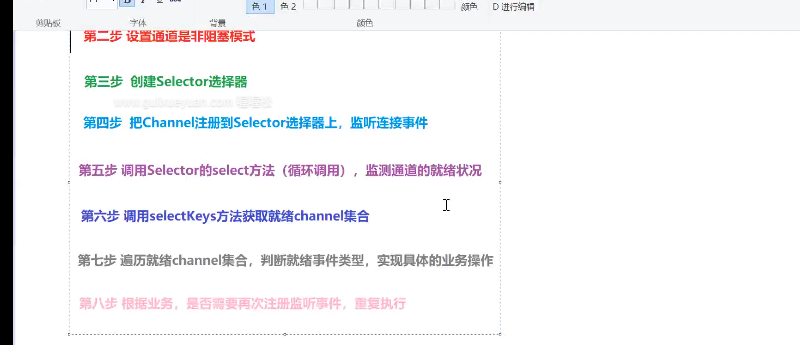 B
色 1
色 2
颜色
进行编辑
剪贴板
字体
背景
颜色
第二步 设置通道是非阻塞模式
第三步 创建Selector选择器
第四步 把Channel注册到Selector选择器上，监听连接事件
第五步 调用Selector的select方法（循环调用），监测通道的就绪状况
第六步 调用selectKeys方法获取就绪channel集合
第七步 遍历就绪channel集合，判断就绪事件类型，实现具体的业务操作
第八步 根据业务，是否需要再次注册监听事件，重复执行